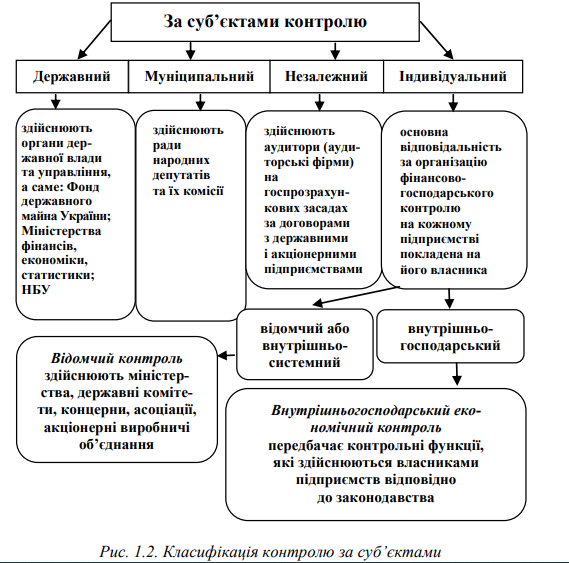 За суб’єктами контролю
Державний
Муніципальний
Незалежний
Індивідуальний
здійснюють
органи дер-
жавної влади
та управління,
а саме: Фонд
державного
майна України;
Міністерства
фінансів,
економіки,
статистики;
НБУ
здійснюють
ради
народних
депутатів
та їх комісії
здійснюють
аудитори (ауди-
торські фірми)
на
госпрозрахун-
кових засадах
за договорами
з державними
і акціонерними
підприємствами
основна
відповідальність
за організацію
фінансово-
господарського
контролю
на кожному
підприємстві
покладена на
його власника
відомчий або
внутрішньо-
системний
внутрішньо-
господарський
Відомчий контроль
здійснюють міністер-
ства, державні коміте-
ти, концерни, асоціації,
акціонерні виробничі
об’єднання
Внутрішньогосподарський еко-
номічний контроль
передбачає контрольні функції,
які здійснюються власниками
підприємств відповідно
до законодавства
Рис. 1.2. Класифікація контролю за суб’єктами